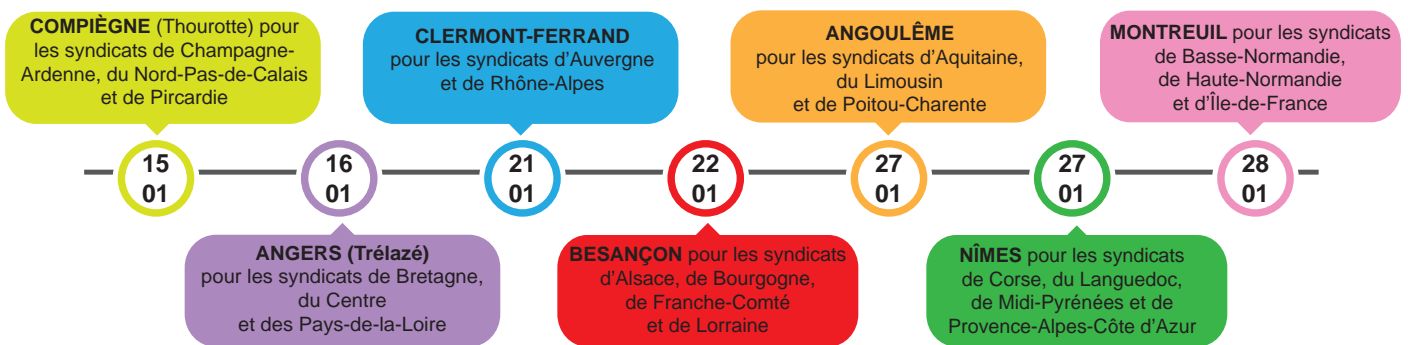 COMPIÈGNE (Thourotte) pour
les syndicats de Champagne-
Ardenne, du Nord-Pas-de-Calais
et de Pircardie
CLERMONT-FERRAND
pour les syndicats d'Auvergne
et de Rhône-Alpes
ANGOULÊME
pour les syndicats d'Aquitaine,
du Limousin
et de Poitou-Charente
MONTREUIL pour les syndicats
de Basse-Normandie,
de Haute-Normandie
et d'Île-de-France
15
01
16
01
21
01
22
01
27
01
27
01
28
01
ANGERS (Trélazé)
pour les syndicats de Bretagne,
du Centre
et des Pays-de-la-Loire
BESANÇON pour les syndicats
d'Alsace, de Bourgogne,
de Franche-Comté
et de Lorraine
NÎMES pour les syndicats
de Corse, du Languedoc,
de Midi-Pyrénées et de
Provence-Alpes-Côte d'Azur